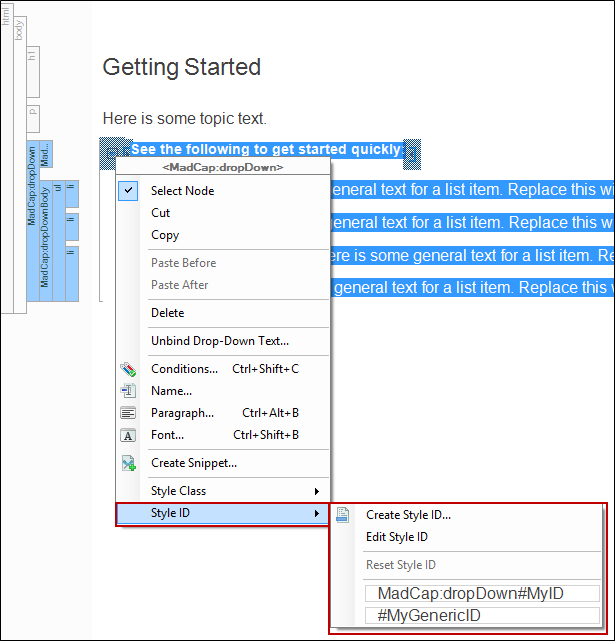 html
body
h1
p
MadCap:dropDown
Mad...
MadCap:dropDownBody
ul
li
li
li
Getting Started
Here is some topic text.
See the following to get started quickly.
<MadCap:dropDown>
Select Node
Cut
Copy
Paste Before
Paste After
Delete
Unbind Drop-Down Text...
Conditions... Ctrl+Shift+C
Name...
Paragraph... Ctrl+Alt+B
Font... Ctrl+Shift+B
Create Snippet...
Style Class
Style ID
general text for a list item. Replace this
general text for a list item. Replace this
is some general text for a list item.
general text for a list item. Replace this
Create Style ID...
Edit Style ID
Reset Style ID
MadCap:dropDown#MyID
#MyGenericID